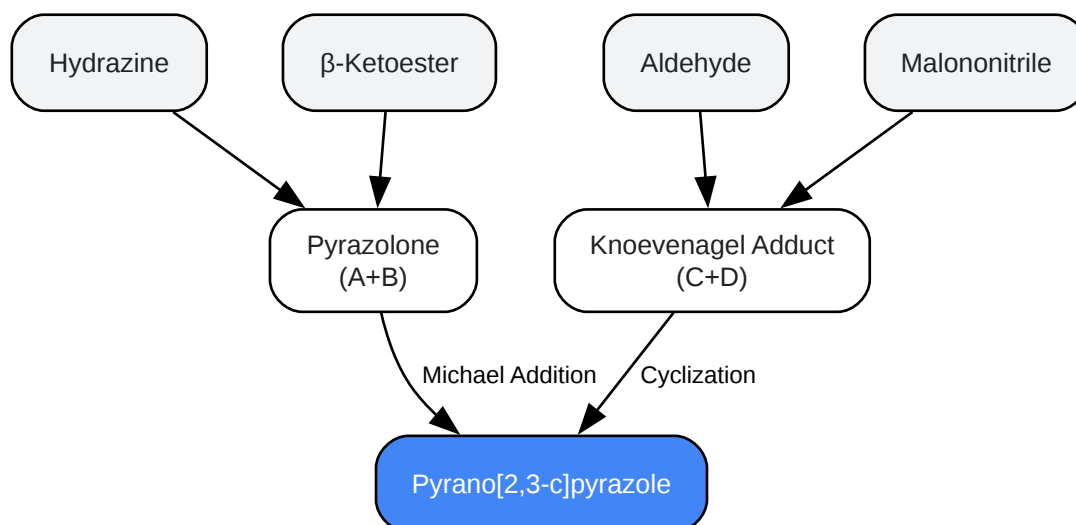 Hydrazine
β-Ketoester
Aldehyde
Malononitrile
Pyrazolone
(A+B)
Knoevenagel Adduct
(C+D)
Michael Addition
Cyclization
Pyrano[2,3-c]pyrazole